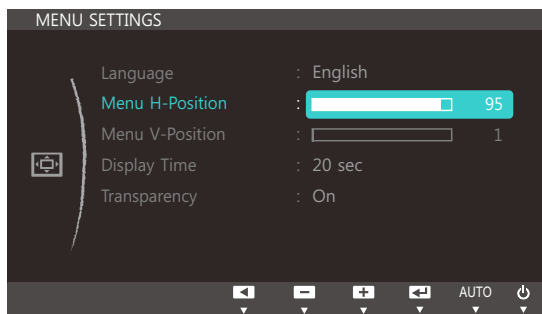 MENU SETTINGS
Language : English
Menu H-Position : 95
Menu V-Position : 1
Display Time : 20 sec
Transparency : On
AUTO